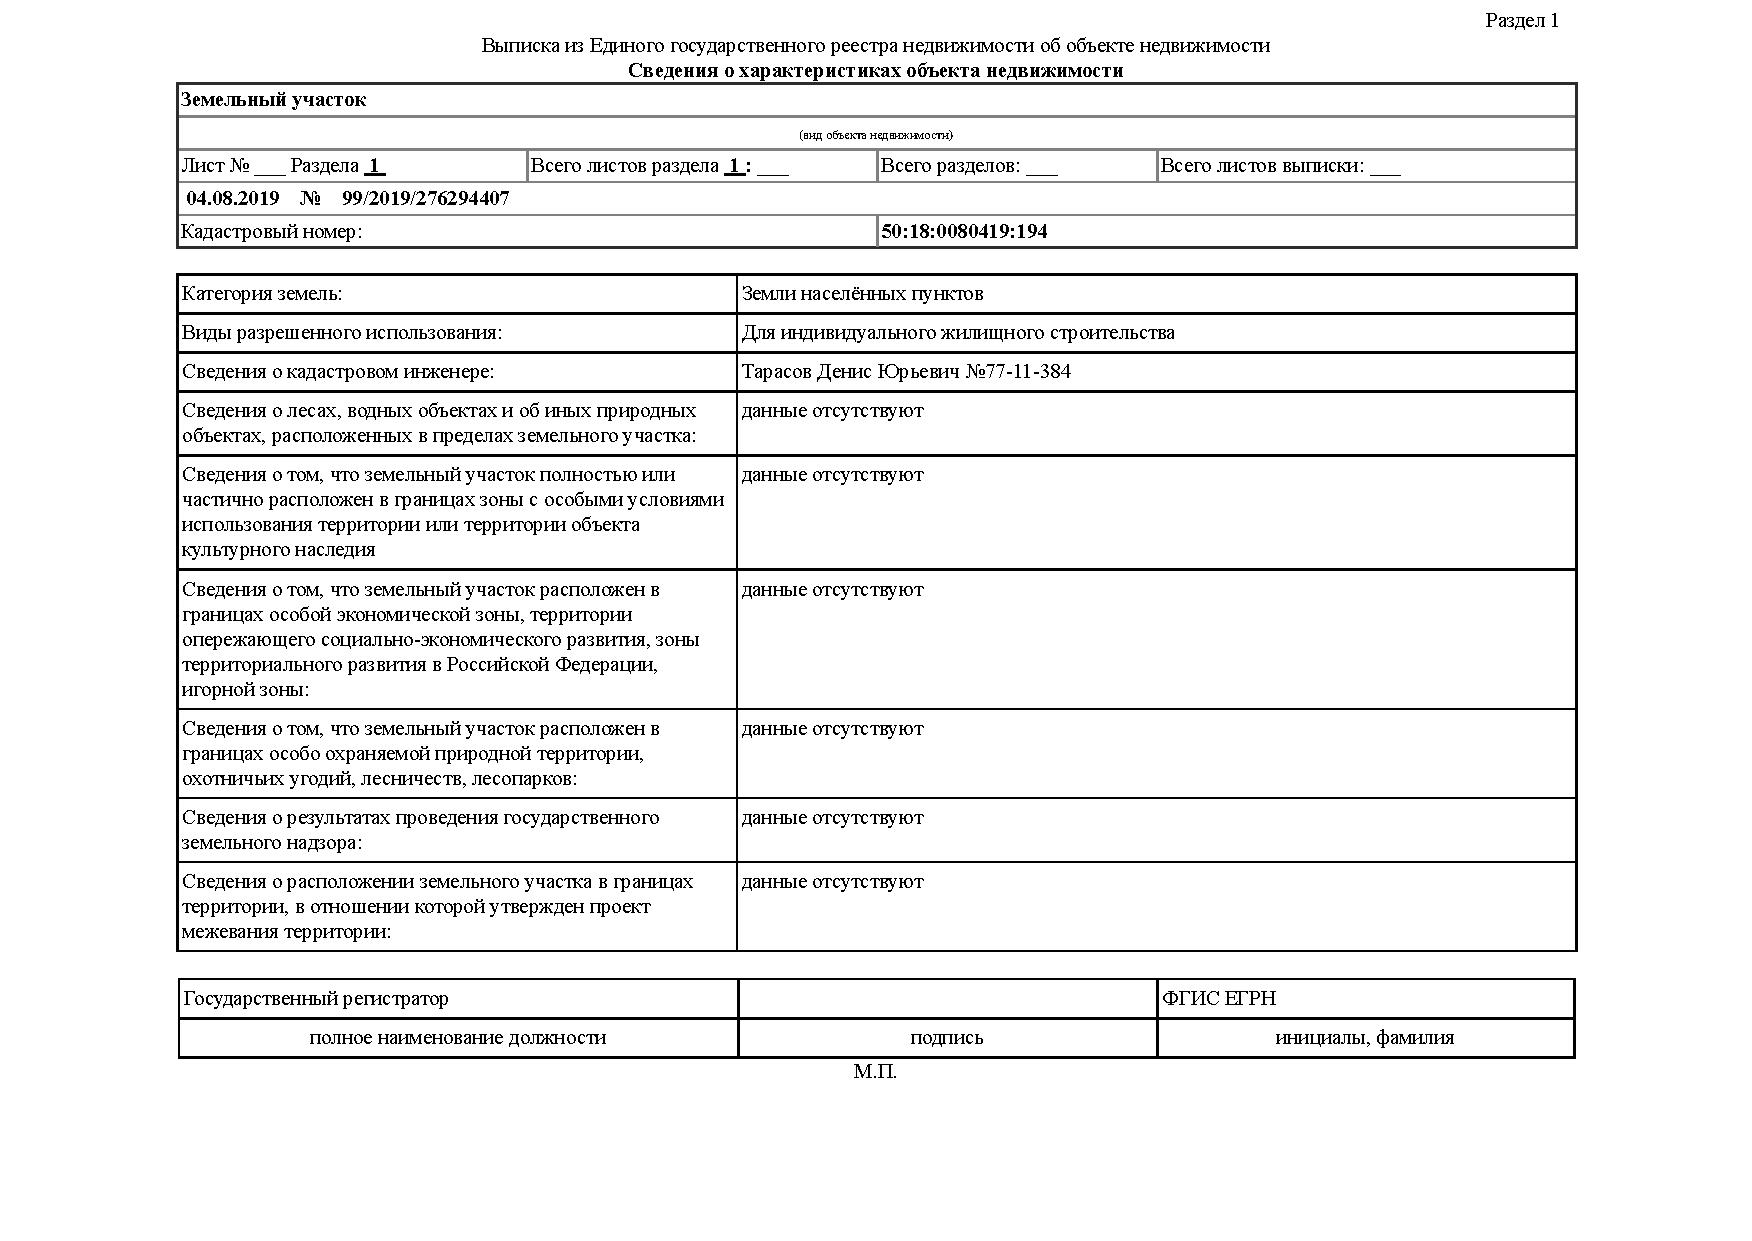 Раздел 1
Выписка из Единого государственного реестра недвижимости об объекте недвижимости
Сведения о характеристиках объекта недвижимости
Земельный участок
(вид объекта недвижимости)
Лист № ___ Раздела 1 Всего листов раздела 1 : ___ Всего разделов: ___ Всего листов выписки: ___
04.08.2019 № 99/2019/276294407
Кадастровый номер: 50:18:0080419:194
Категория земель: Земли населённых пунктов
Виды разрешенного использования: Для индивидуального жилищного строительства
Сведения о кадастровом инженере: Тарасов Денис Юрьевич №77-11-384
Сведения о лесах, водных объектах и об иных природных данные отсутствуют
объектах, расположенных в пределах земельного участка:
Сведения о том, что земельный участок полностью или данные отсутствуют
частично расположен в границах зоны с особыми условиями
использования территории или территории объекта
культурного наследия
Сведения о том, что земельный участок расположен в данные отсутствуют
границах особой экономической зоны, территории
опережающего социально-экономического развития, зоны
территориального развития в Российской Федерации,
игорной зоны:
Сведения о том, что земельный участок расположен в данные отсутствуют
границах особо охраняемой природной территории,
охотничьих угодий, лесничеств, лесопарков:
Сведения о результатах проведения государственного данные отсутствуют
земельного надзора:
Сведения о расположении земельного участка в границах данные отсутствуют
территории, в отношении которой утвержден проект
межевания территории:
Государственный регистратор ФГИС ЕГРН
полное наименование должности подпись инициалы, фамилия
М.П.